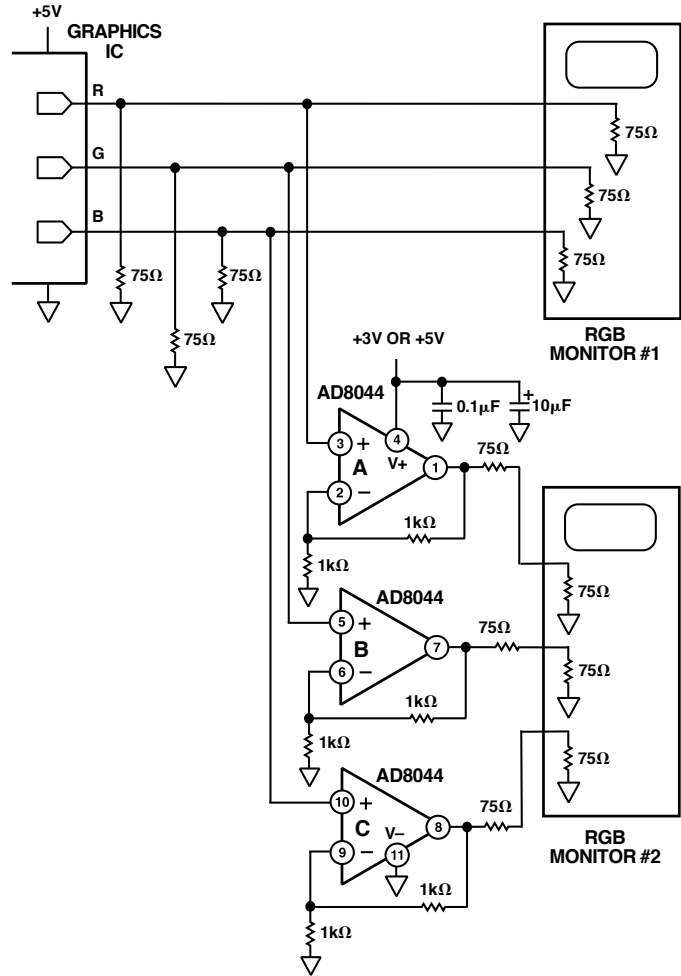 +5V
GRAPHICS
IC
R
G
B
75Ω
75Ω
75Ω
75Ω
75Ω
75Ω
RGB
MONITOR #1
+3V OR +5V
AD8044
0.1μF
+
10μF
3
+
4
V+
A
1
75Ω
2
–
1kΩ
1kΩ
75Ω
AD8044
5
+
B
7
75Ω
6
–
75Ω
1kΩ
1kΩ
AD8044
75Ω
10
+
C
8
75Ω
V–
9
–
11
RGB
MONITOR #2
1kΩ
1kΩ